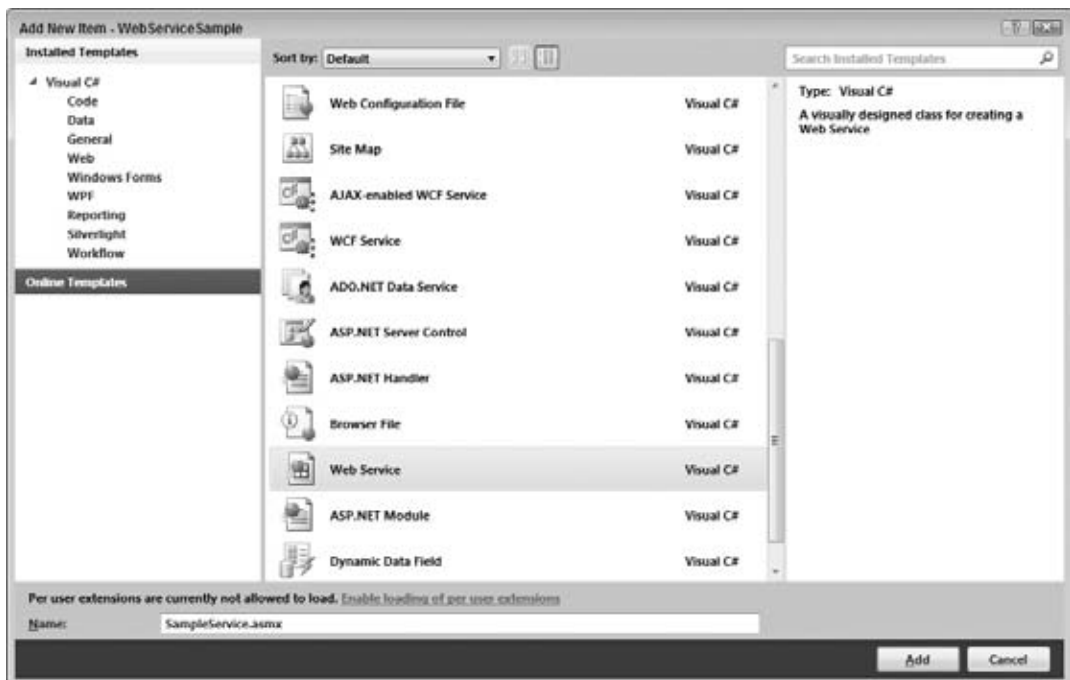 Add New Item - WebServiceSample
Installed Templates
Visual C#
Code
Data
General
Web
Windows Forms
WPF
Reporting
Silverlight
Workflow
Online Templates
Sort by: Default
Web Configuration File Visual C#
Site Map Visual C#
AJAX-enabled WCF Service Visual C#
WCF Service Visual C#
ADO.NET Data Service Visual C#
ASP.NET Server Control Visual C#
ASP.NET Handler Visual C#
Browser File Visual C#
Web Service Visual C#
ASP.NET Module Visual C#
Dynamic Data Field Visual C#
Search Installed Templates
Type: Visual C#
A visually designed class for creating a
Web Service
Per user extensions are currently not allowed to load. Enable loading of per user extensions
Name: SampleService.asmx
Add Cancel